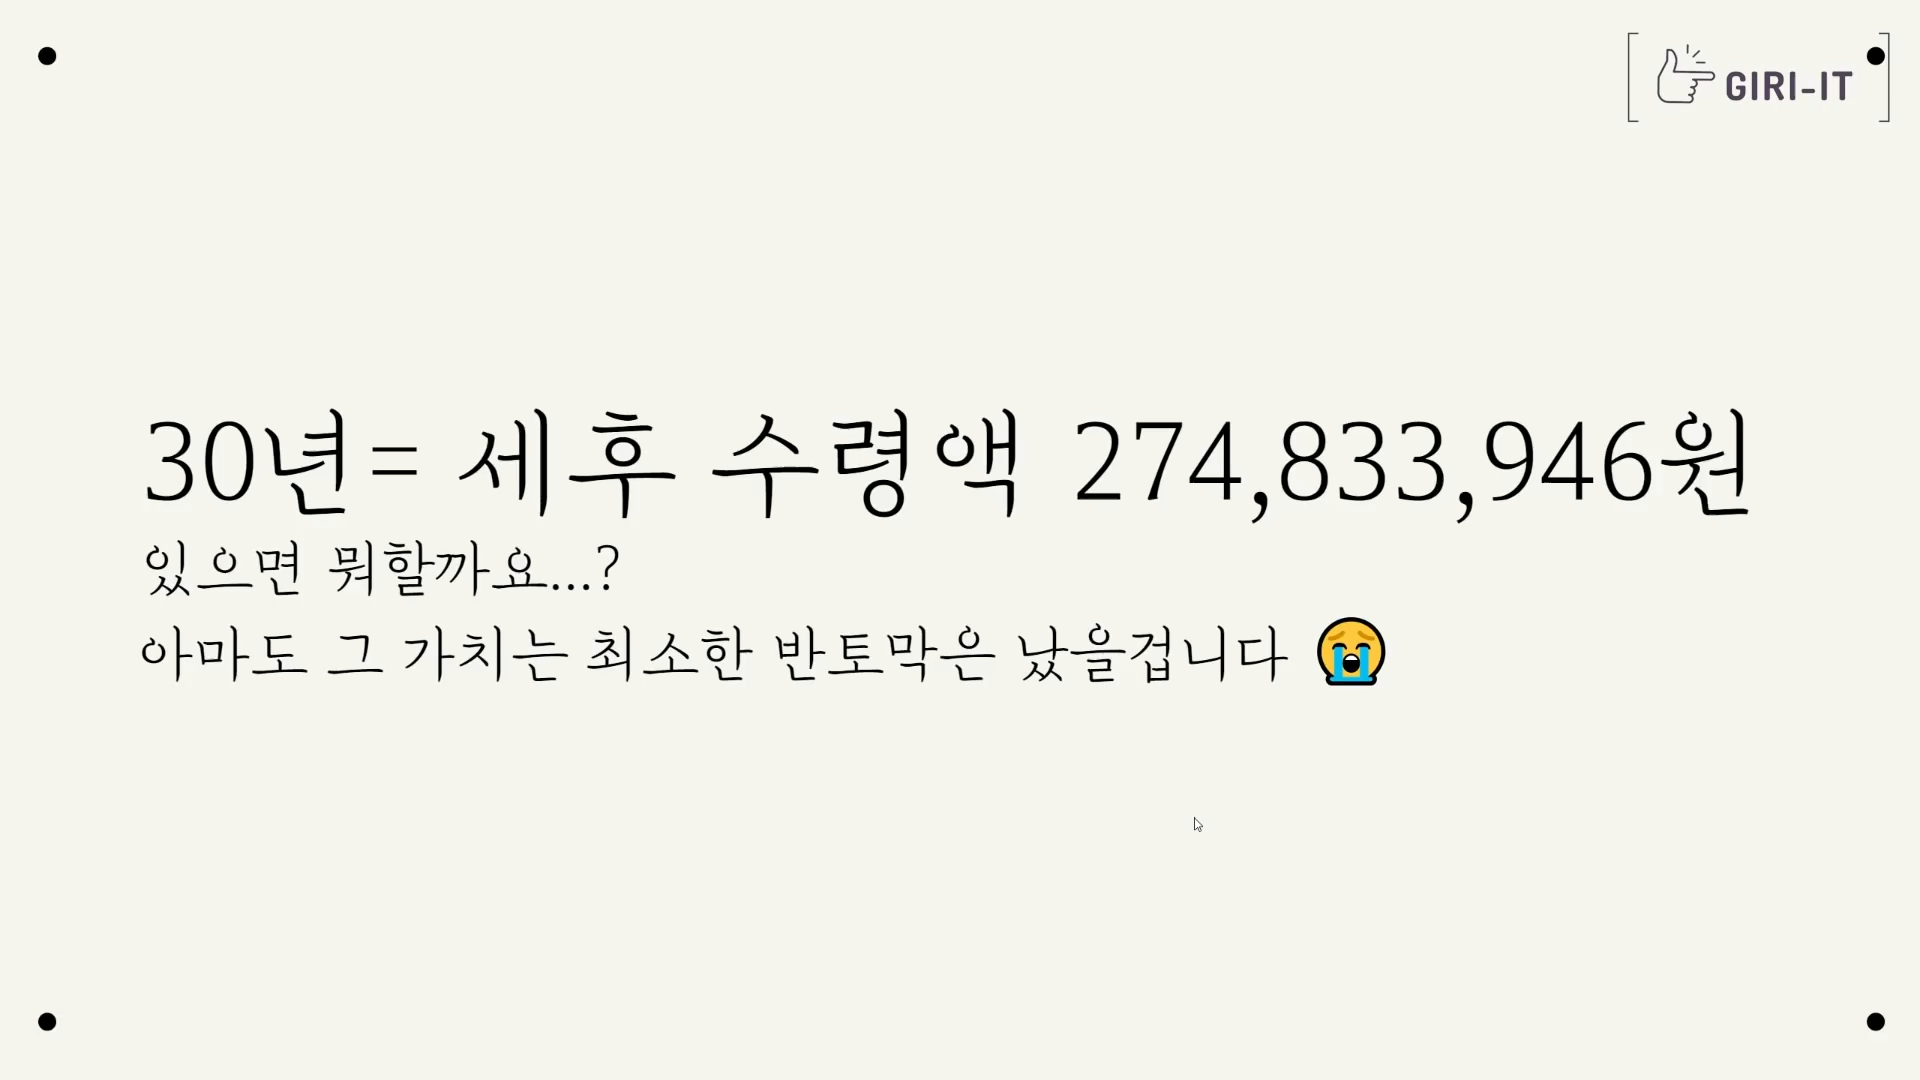 GIRI-IT
30년= 세후 수령액 274,833,946원
있으면 뭐할까요...?
아마도 그 가치는 최소한 반토막은 났을겁니다 😭